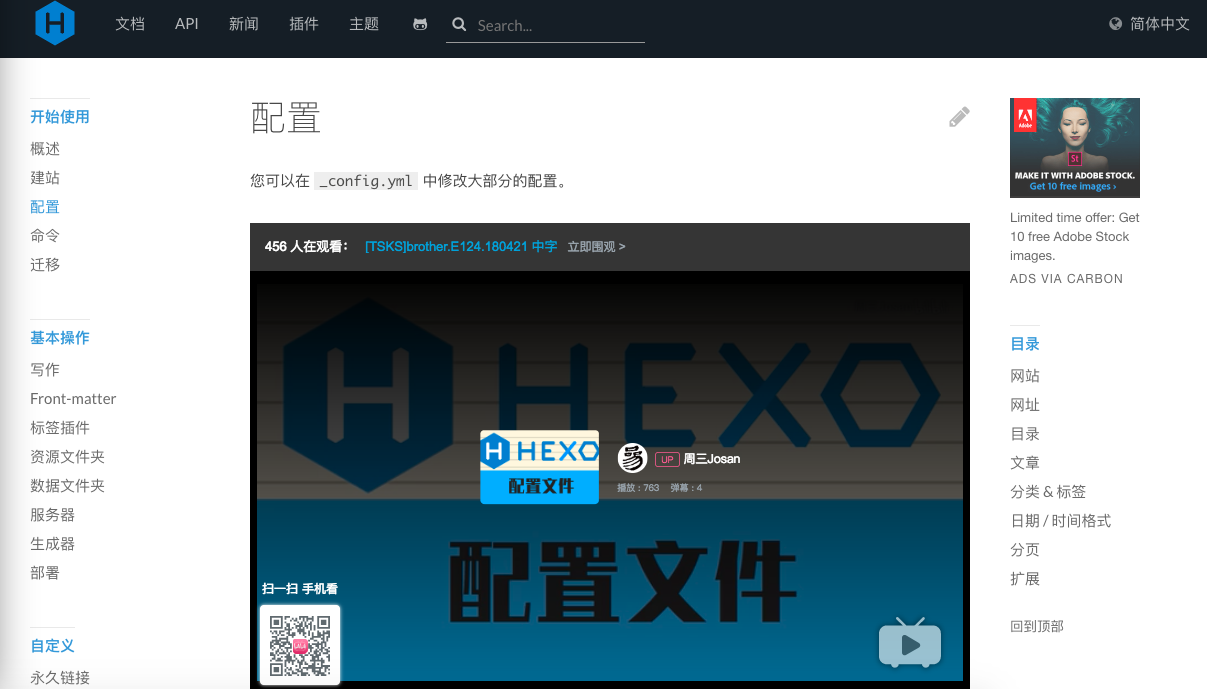 文档 API 新闻 插件 主题 Search... 简体中文
开始使用
概述
建站
配置
命令
迁移
基本操作
写作
Front-matter
标签插件
资源文件夹
数据文件夹
服务器
生成器
部署
自定义
永久链接
配置
您可以在 _config.yml 中修改大部分的配置。
456 人在观看： [TSKS]brother.E124.180421 中字 立即围观 >
HEXO
HEXO
配置文件
UP 周三Josan
播放 : 763 弹幕 : 4
配置文件
扫一扫 手机看
Adobe
St
MAKE IT WITH ADOBE STOCK.
Get 10 free images ›
Limited time offer: Get
10 free Adobe Stock
images.
ADS VIA CARBON
目录
网站
网址
目录
文章
分类 & 标签
日期 / 时间格式
分页
扩展
回到顶部